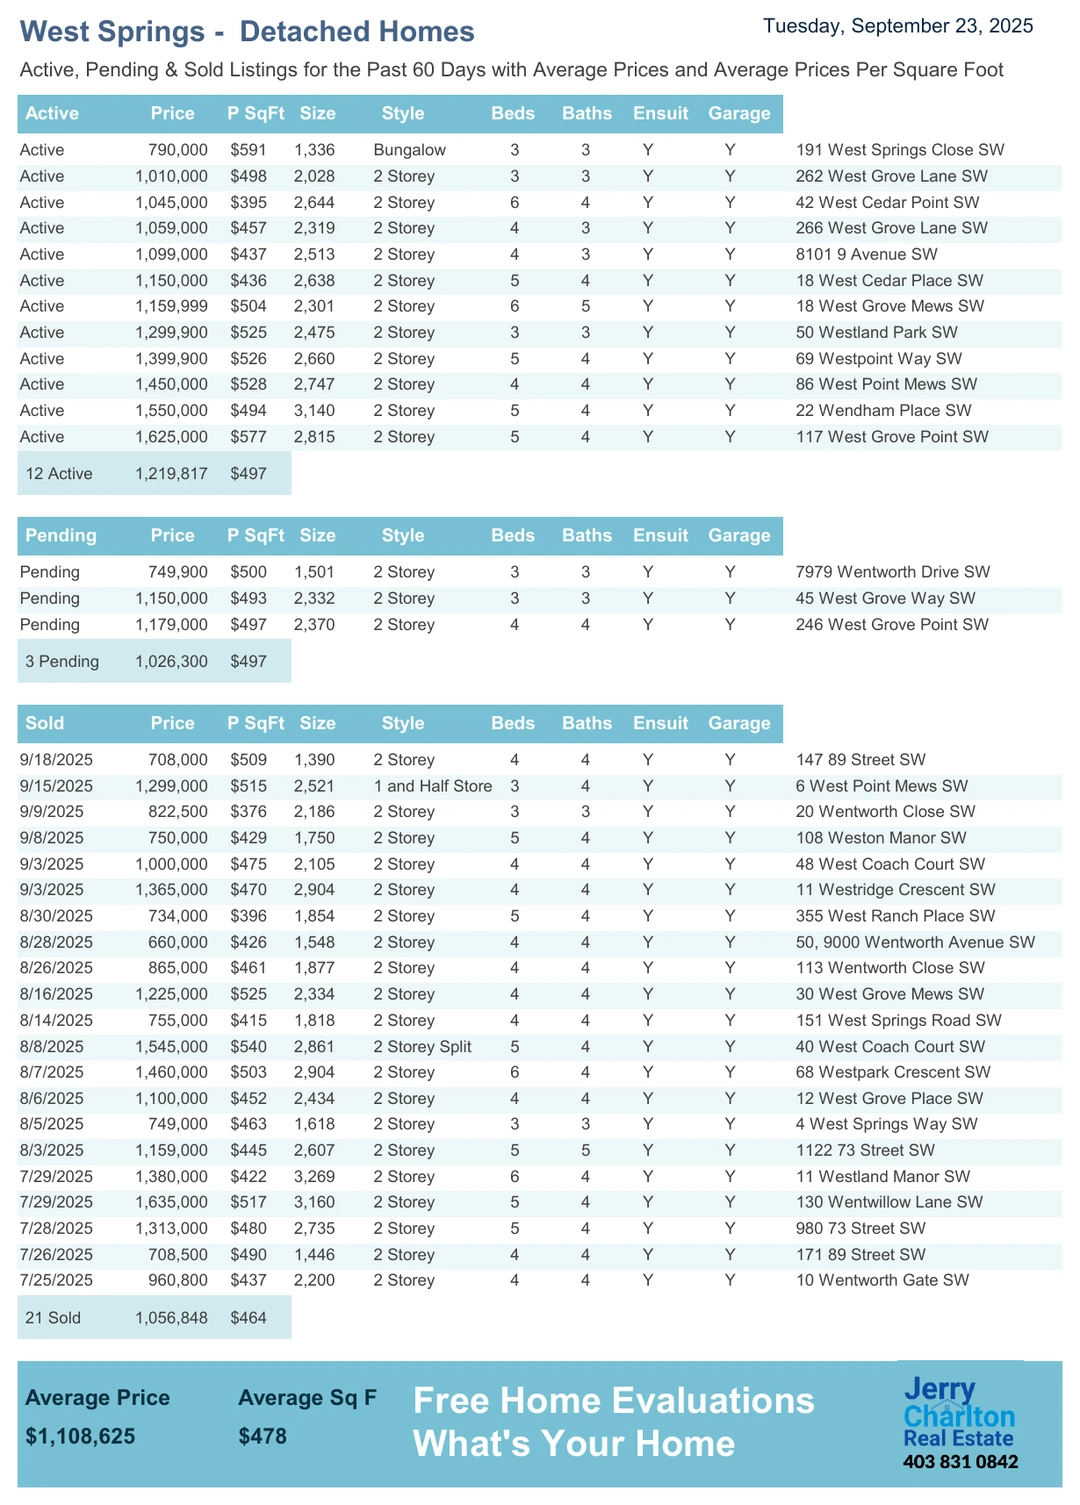 West Springs - Detached Homes
Tuesday, September 23, 2025
Active, Pending & Sold Listings for the Past 60 Days with Average Prices and Average Prices Per Square Foot
Active Price P SqFt Size Style Beds Baths Ensuit Garage
Active 790,000 $591 1,336 Bungalow 3 3 Y Y 191 West Springs Close SW
Active 1,010,000 $498 2,028 2 Storey 3 3 Y Y 262 West Grove Lane SW
Active 1,045,000 $395 2,644 2 Storey 6 4 Y Y 42 West Cedar Point SW
Active 1,059,000 $457 2,319 2 Storey 4 3 Y Y 266 West Grove Lane SW
Active 1,099,000 $437 2,513 2 Storey 4 3 Y Y 8101 9 Avenue SW
Active 1,150,000 $436 2,638 2 Storey 5 4 Y Y 18 West Cedar Place SW
Active 1,159,999 $504 2,301 2 Storey 6 5 Y Y 18 West Grove Mews SW
Active 1,299,900 $525 2,475 2 Storey 3 3 Y Y 50 Westland Park SW
Active 1,399,900 $526 2,660 2 Storey 5 4 Y Y 69 Westpoint Way SW
Active 1,450,000 $528 2,747 2 Storey 4 4 Y Y 86 West Point Mews SW
Active 1,550,000 $494 3,140 2 Storey 5 4 Y Y 22 Wendham Place SW
Active 1,625,000 $577 2,815 2 Storey 5 4 Y Y 117 West Grove Point SW
12 Active 1,219,817 $497
Pending Price P SqFt Size Style Beds Baths Ensuit Garage
Pending 749,900 $500 1,501 2 Storey 3 3 Y Y 7979 Wentworth Drive SW
Pending 1,150,000 $493 2,332 2 Storey 3 3 Y Y 45 West Grove Way SW
Pending 1,179,000 $497 2,370 2 Storey 4 4 Y Y 246 West Grove Point SW
3 Pending 1,026,300 $497
Sold Price P SqFt Size Style Beds Baths Ensuit Garage
9/18/2025 708,000 $509 1,390 2 Storey 4 4 Y Y 147 89 Street SW
9/15/2025 1,299,000 $515 2,521 1 and Half Store 3 4 Y Y 6 West Point Mews SW
9/9/2025 822,500 $376 2,186 2 Storey 3 3 Y Y 20 Wentworth Close SW
9/8/2025 750,000 $429 1,750 2 Storey 5 4 Y Y 108 Weston Manor SW
9/3/2025 1,000,000 $475 2,105 2 Storey 4 4 Y Y 48 West Coach Court SW
9/3/2025 1,365,000 $470 2,904 2 Storey 4 4 Y Y 11 Westridge Crescent SW
8/30/2025 734,000 $396 1,854 2 Storey 5 4 Y Y 355 West Ranch Place SW
8/28/2025 660,000 $426 1,548 2 Storey 4 4 Y Y 50, 9000 Wentworth Avenue SW
8/26/2025 865,000 $461 1,877 2 Storey 4 4 Y Y 113 Wentworth Close SW
8/16/2025 1,225,000 $525 2,334 2 Storey 4 4 Y Y 30 West Grove Mews SW
8/14/2025 755,000 $415 1,818 2 Storey 4 4 Y Y 151 West Springs Road SW
8/8/2025 1,545,000 $540 2,861 2 Storey Split 5 4 Y Y 40 West Coach Court SW
8/7/2025 1,460,000 $503 2,904 2 Storey 6 4 Y Y 68 Westpark Crescent SW
8/6/2025 1,100,000 $452 2,434 2 Storey 4 4 Y Y 12 West Grove Place SW
8/5/2025 749,000 $463 1,618 2 Storey 3 3 Y Y 4 West Springs Way SW
8/3/2025 1,159,000 $445 2,607 2 Storey 5 5 Y Y 1122 73 Street SW
7/29/2025 1,380,000 $422 3,269 2 Storey 6 4 Y Y 11 Westland Manor SW
7/29/2025 1,635,000 $517 3,160 2 Storey 5 4 Y Y 130 Wentwillow Lane SW
7/28/2025 1,313,000 $480 2,735 2 Storey 5 4 Y Y 980 73 Street SW
7/26/2025 708,500 $490 1,446 2 Storey 4 4 Y Y 171 89 Street SW
7/25/2025 960,800 $437 2,200 2 Storey 4 4 Y Y 10 Wentworth Gate SW
21 Sold 1,056,848 $464
Average Price Average Sq F
$1,108,625 $478
Free Home Evaluations
What's Your Home
Jerry
Charlton
Real Estate
403 831 0842